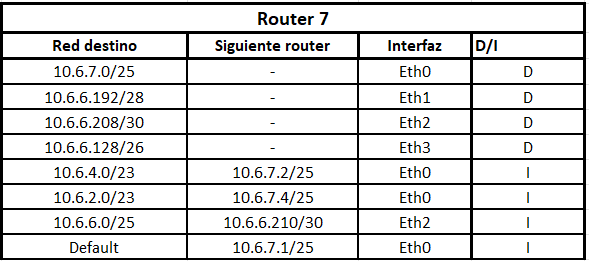 Router 7
Red destino Siguiente router Interfaz D/I
10.6.7.0/25 - Eth0 D
10.6.6.192/28 - Eth1 D
10.6.6.208/30 - Eth2 D
10.6.6.128/26 - Eth3 D
10.6.4.0/23 10.6.7.2/25 Eth0 I
10.6.2.0/23 10.6.7.4/25 Eth0 I
10.6.6.0/25 10.6.6.210/30 Eth2 I
Default 10.6.7.1/25 Eth0 I